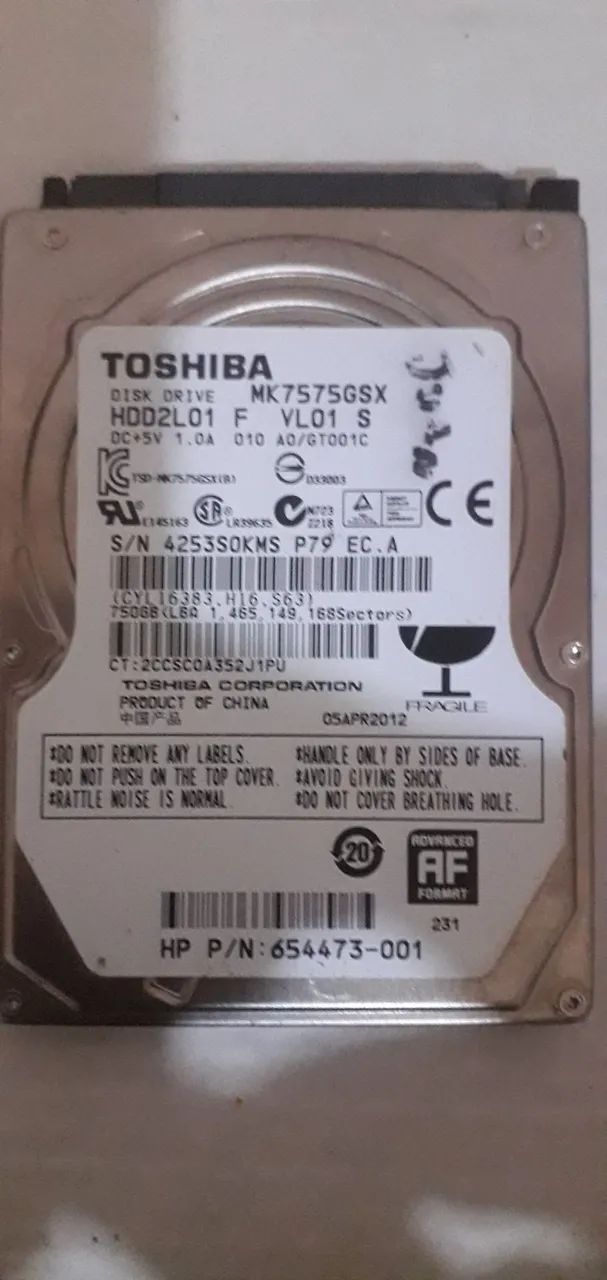 TOSHIBA
DISK DRIVE MK7575GSX
HDD2L01 F VL01 S
DC+5V 1.0A 010 A0/GT001C
TSD-MK7575GSX(B) D33003
E145163 LR39635 N723 2218
S/N 4253S0KMS P79 EC.A
(CYL16383.H16.S63)
750GB(LBA 1,465,149,168Sectors)
CT:2CCSC0A352J1PU
TOSHIBA CORPORATION
PRODUCT OF CHINA
中国产品 05APR2012
FRAGILE
*DO NOT REMOVE ANY LABELS. *HANDLE ONLY BY SIDES OF BASE.
*DO NOT PUSH ON THE TOP COVER. *AVOID GIVING SHOCK.
*RATTLE NOISE IS NORMAL. *DO NOT COVER BREATHING HOLE.
20
ADVANCED
AF
FORMAT
231
HP P/N:654473-001